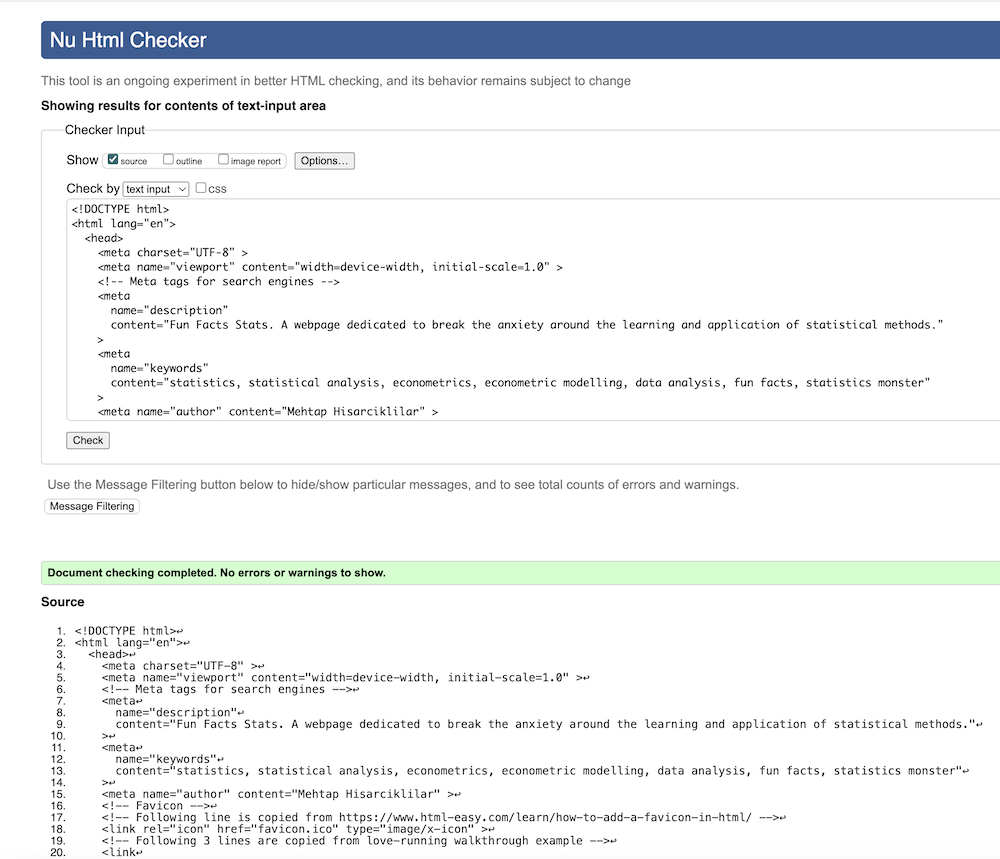 Nu Html Checker
This tool is an ongoing experiment in better HTML checking, and its behavior remains subject to change
Showing results for contents of text-input area
Checker Input
Show source outline image report Options...
Check by text input css
<!DOCTYPE html>
<html lang="en">
<head>
<meta charset="UTF-8" >
<meta name="viewport" content="width=device-width, initial-scale=1.0" >
<!-- Meta tags for search engines -->
<meta
name="description"
content="Fun Facts Stats. A webpage dedicated to break the anxiety around the learning and application of statistical methods."
>
<meta
name="keywords"
content="statistics, statistical analysis, econometrics, econometric modelling, data analysis, fun facts, statistics monster"
>
<meta name="author" content="Mehtap Hisarciklilar" >
Check
Use the Message Filtering button below to hide/show particular messages, and to see total counts of errors and warnings.
Message Filtering
Document checking completed. No errors or warnings to show.
Source
1. <!DOCTYPE html>↩
2. <html lang="en">↩
3. <head>↩
4. <meta charset="UTF-8" >↩
5. <meta name="viewport" content="width=device-width, initial-scale=1.0" >↩
6. <!-- Meta tags for search engines -->↩
7. <meta↩
8. name="description"↩
9. content="Fun Facts Stats. A webpage dedicated to break the anxiety around the learning and application of statistical methods."↩
10. >↩
11. <meta↩
12. name="keywords"↩
13. content="statistics, statistical analysis, econometrics, econometric modelling, data analysis, fun facts, statistics monster"↩
14. >↩
15. <meta name="author" content="Mehtap Hisarciklilar" >↩
16. <!-- Favicon -->↩
17. <!-- Following line is copied from https://www.html-easy.com/learn/how-to-add-a-favicon-in-html/ -->↩
18. <link rel="icon" href="favicon.ico" type="image/x-icon" >↩
19. <!-- Following 3 lines are copied from love-running walkthrough example -->↩
20. <link↩